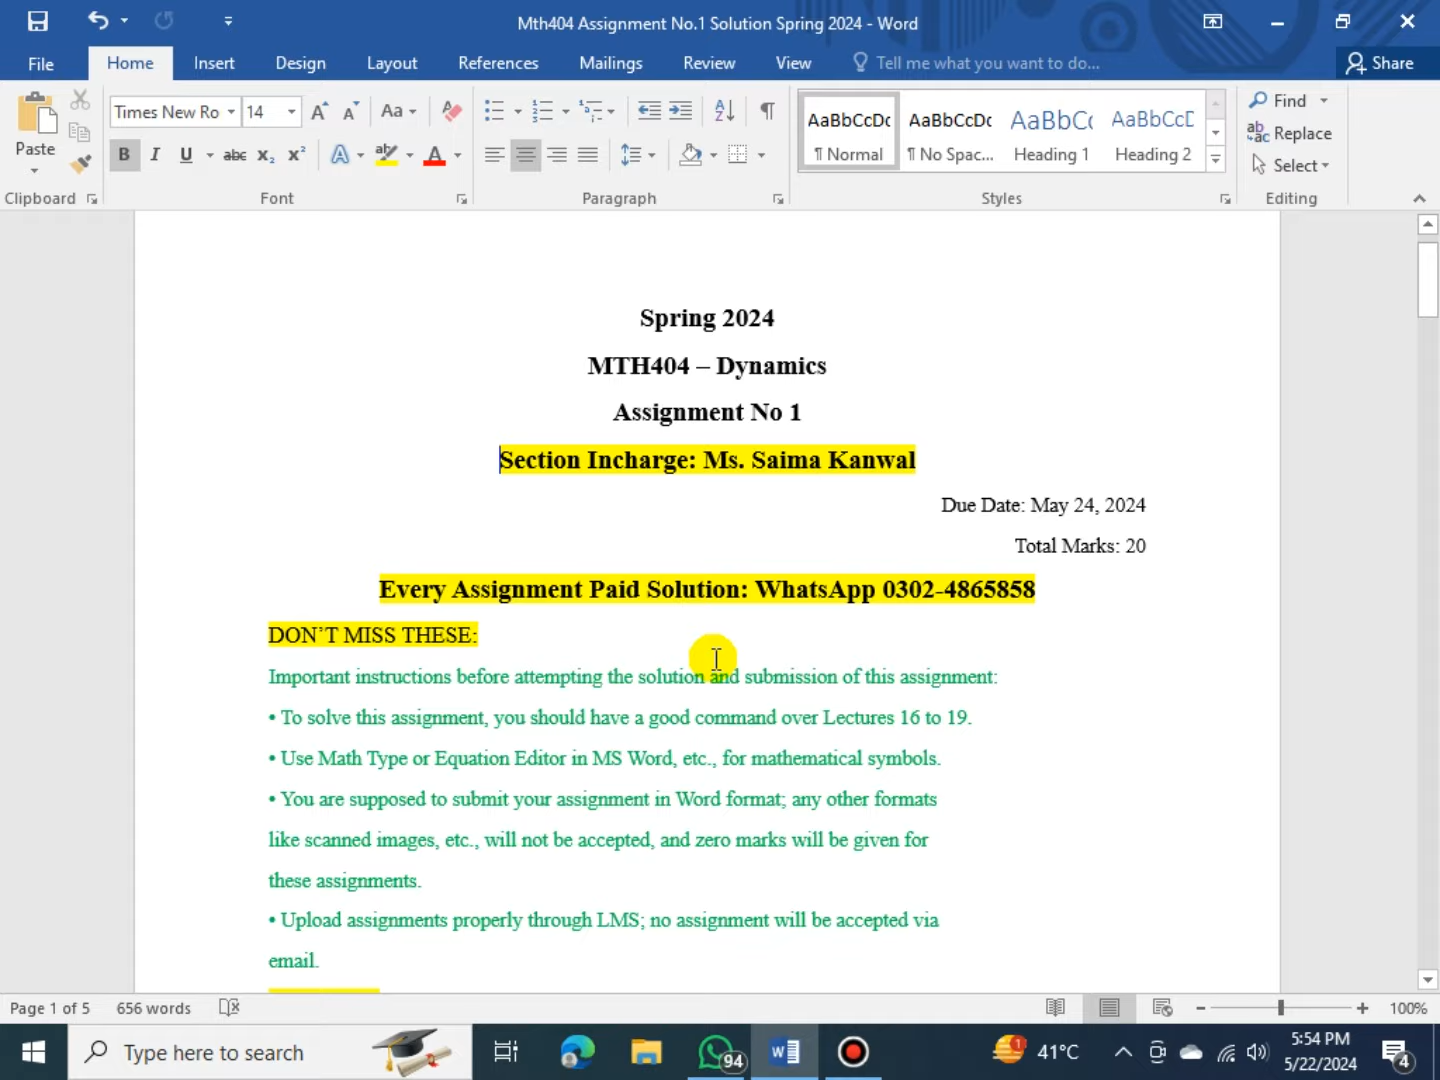 Mth404 Assignment No.1 Solution Spring 2024 - Word
File Home Insert Design Layout References Mailings Review View Tell me what you want to do... Share
Paste
Clipboard
Times New Ro 14
Aa
B I U abc x₂ x² A ab A
Font
Paragraph
AaBbCcDc AaBbCcDc AaBbC AaBbCcD
¶ Normal ¶ No Spac... Heading 1 Heading 2
Styles
Find
Replace
Select
Editing
Spring 2024
MTH404 – Dynamics
Assignment No 1
Section Incharge: Ms. Saima Kanwal
Due Date: May 24, 2024
Total Marks: 20
Every Assignment Paid Solution: WhatsApp 0302-4865858
DON’T MISS THESE:
Important instructions before attempting the solution and submission of this assignment:
• To solve this assignment, you should have a good command over Lectures 16 to 19.
• Use Math Type or Equation Editor in MS Word, etc., for mathematical symbols.
• You are supposed to submit your assignment in Word format; any other formats
like scanned images, etc., will not be accepted, and zero marks will be given for
these assignments.
• Upload assignments properly through LMS; no assignment will be accepted via
email.
Page 1 of 5 656 words 100%
Type here to search 94 1 41°C 5:54 PM
5/22/2024 4